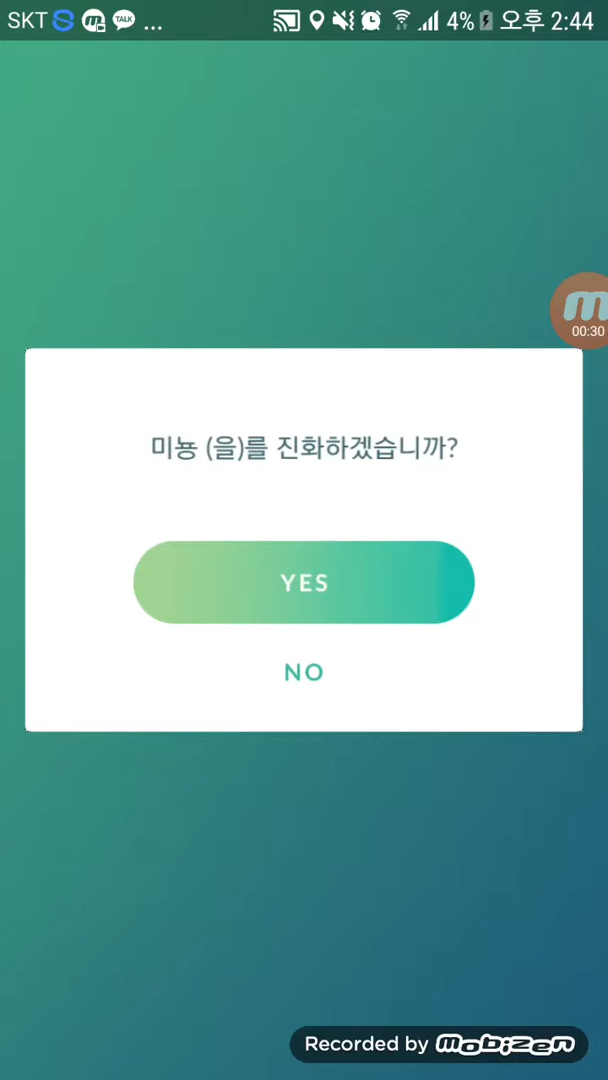 SKT TALK ... 4% 오후 2:44
m
00:30
미뇽 (을)를 진화하겠습니까?
YES
NO
Recorded by mobizen